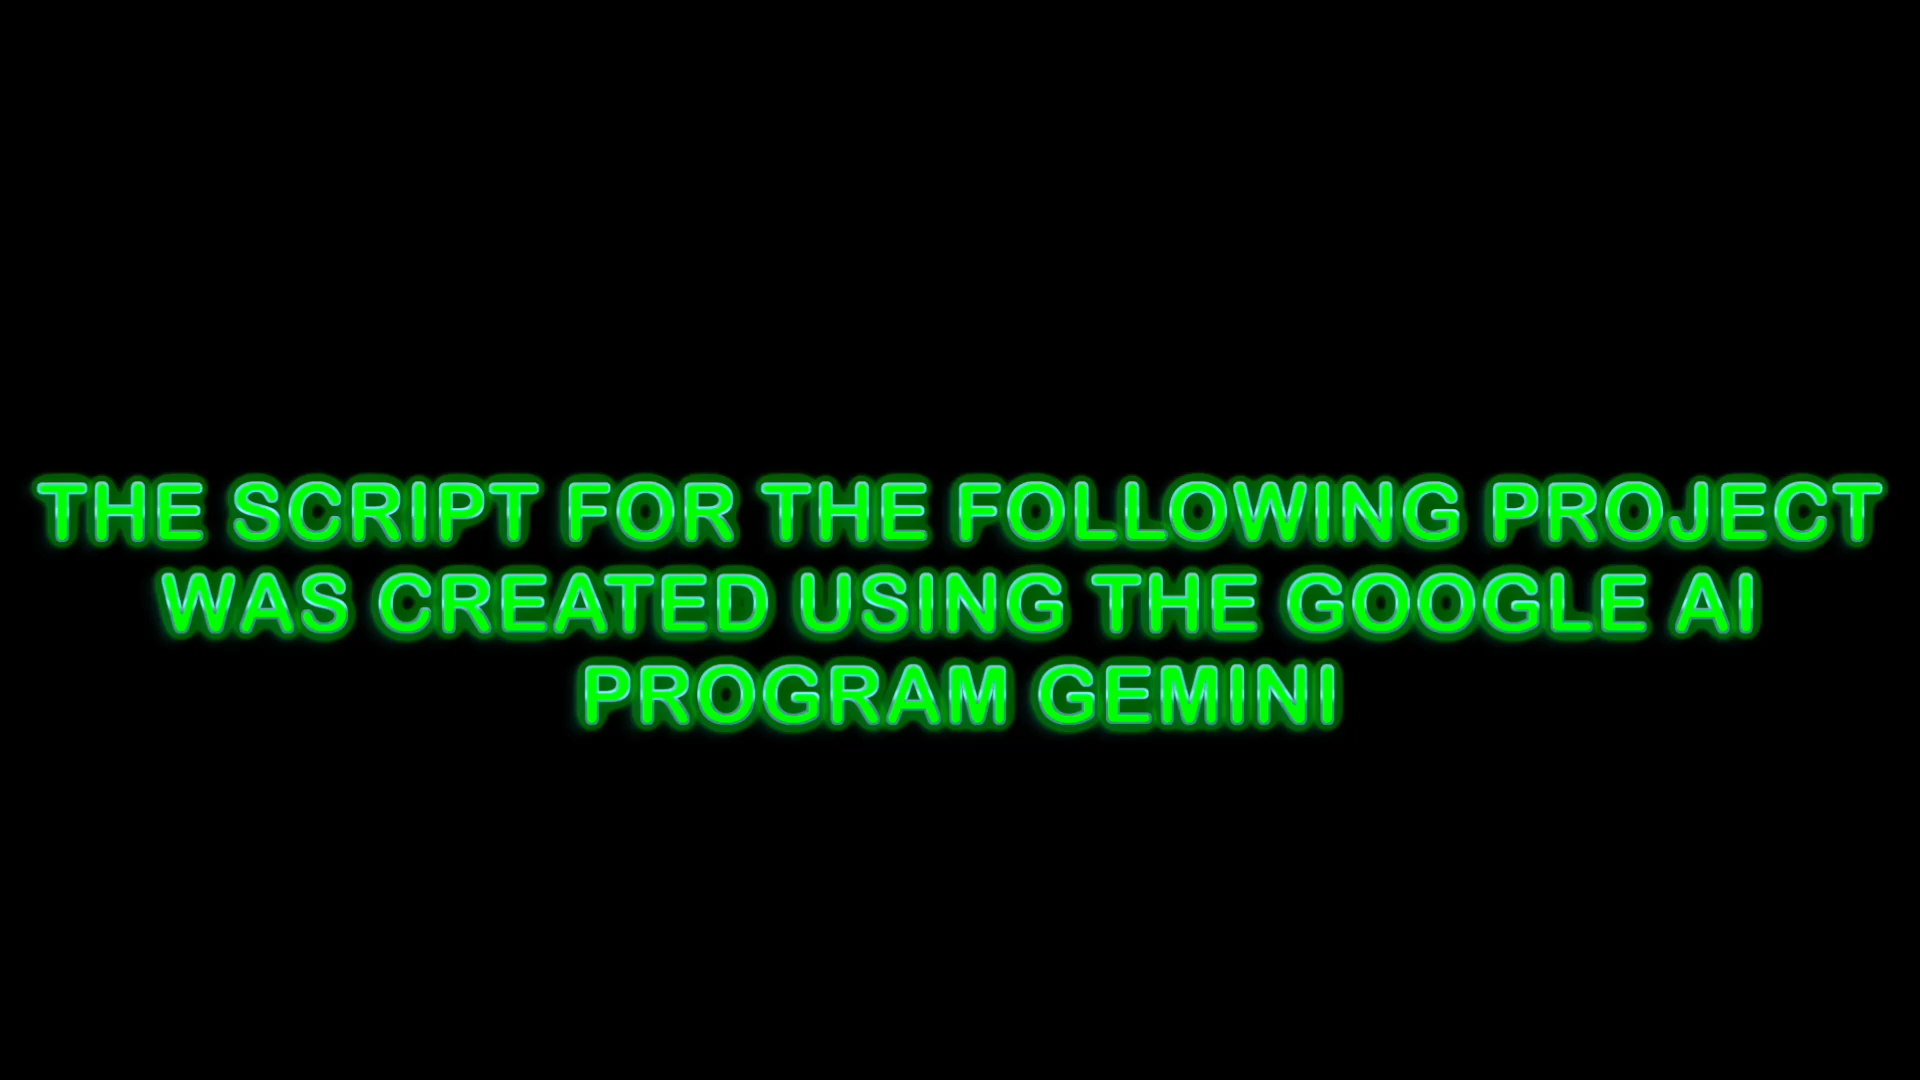 THE SCRIPT FOR THE FOLLOWING PROJECT
WAS CREATED USING THE GOOGLE AI
PROGRAM GEMINI